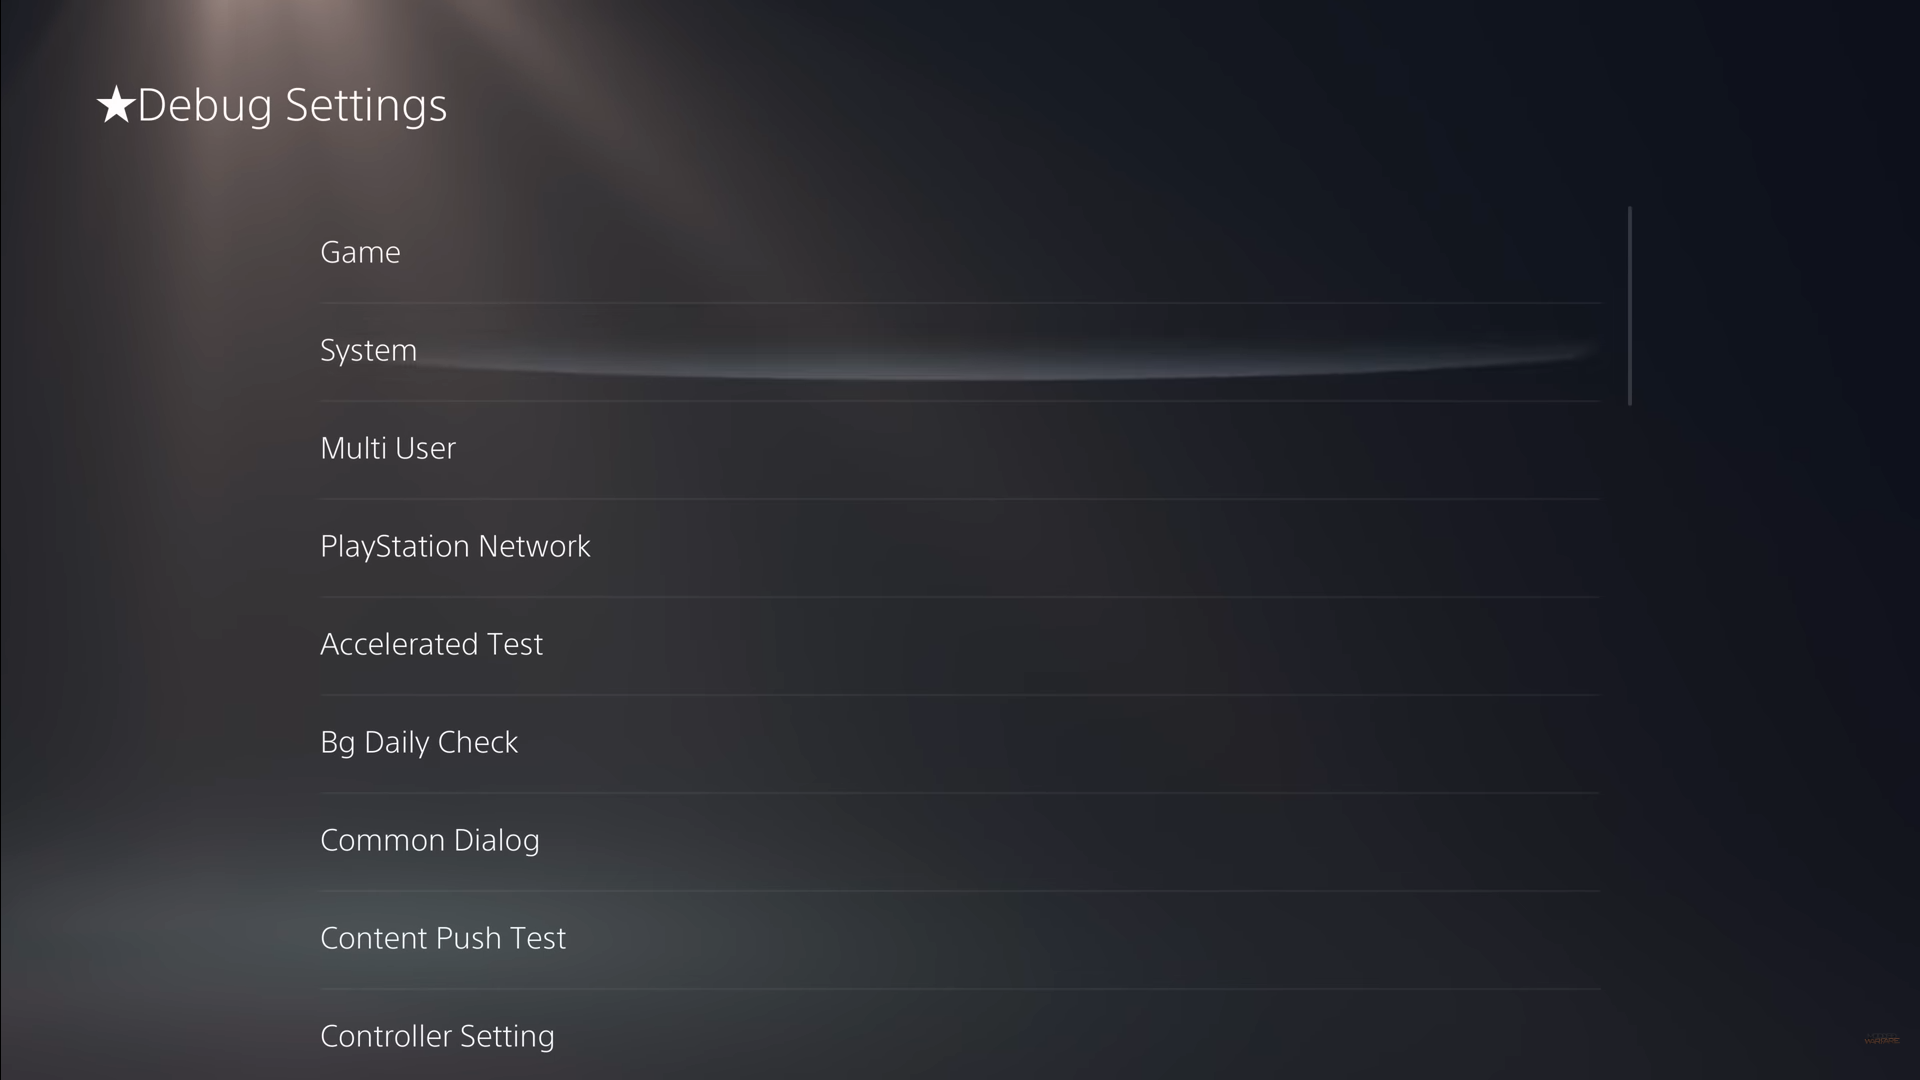 ★Debug Settings
Game
System
Multi User
PlayStation Network
Accelerated Test
Bg Daily Check
Common Dialog
Content Push Test
Controller Setting